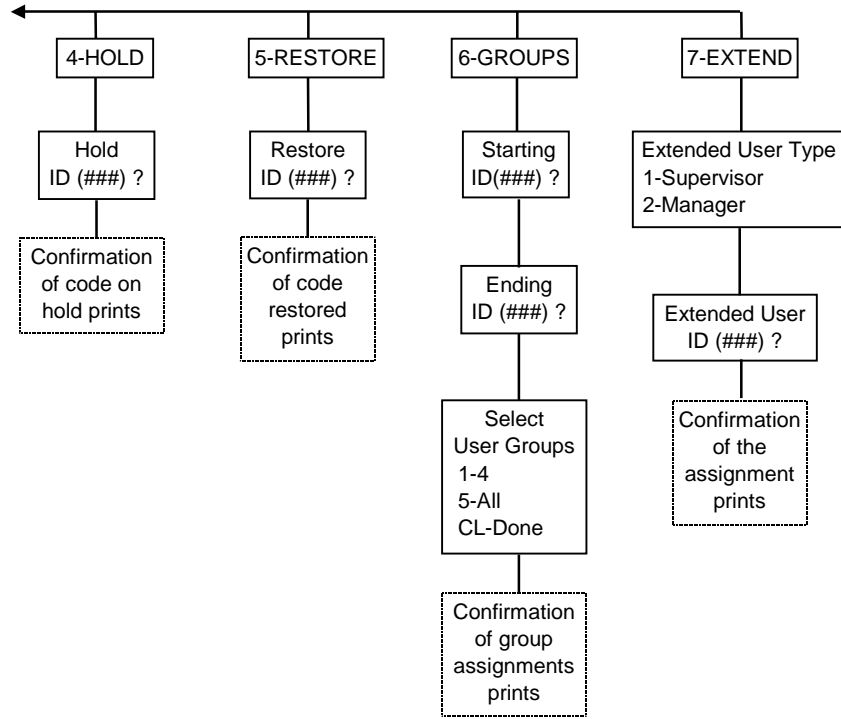 4-HOLD
Hold
ID (###) ?
Confirmation
of code on
hold prints
5-RESTORE
Restore
ID (###) ?
Confirmation
of code
restored
prints
6-GROUPS
Starting
ID(###) ?
Ending
ID (###) ?
Select
User Groups
1-4
5-All
CL-Done
Confirmation
of group
assignments
prints
7-EXTEND
Extended User Type
1-Supervisor
2-Manager
Extended User
ID (###) ?
Confirmation
of the
assignment
prints